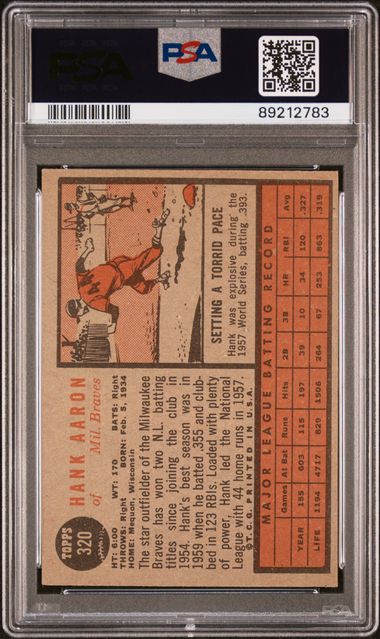 PSA
PSA
89212783
TOPPS
320
HANK AARON
of Mil. Braves
HT: 6:00 WT: 170 BATS: Right
THROWS: Right BORN: Feb. 5, 1934
HOME: Mequon, Wisconsin
The star outfielder of the Milwaukee
Braves has won two N.L. batting
titles since joining the club in
1954. Hank's best season was in
1959 when he batted .355 and club-
bed in 123 RBIs. Loaded with plenty
of power, Hank led the National
League with 44 home runs in 1957.
©T.C.G. PRINTED IN U.S.A.
44
SETTING A TORRID PACE
Hank was explosive during the
1957 World Series, batting .393.
MAJOR LEAGUE BATTING RECORD
Games At Bat Runs Hits 2B 3B HR RBI Avg.
YEAR 155 603 115 197 39 10 34 120 .327
LIFE 1194 4717 829 1506 264 67 253 863 .319